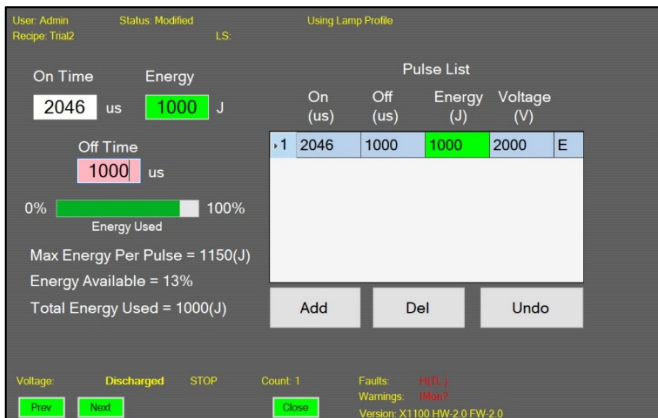 User: Admin Status: Modified Using Lamp Profile
Recipe: Trial2 LS:
On Time Energy
2046 us 1000 J
Off Time
1000 us
0% 100%
Energy Used
Max Energy Per Pulse = 1150(J)
Energy Available = 13%
Total Energy Used = 1000(J)
Pulse List
On Off Energy Voltage
(us) (us) (J) (V)
1 2046 1000 1000 2000 E
Add Del Undo
Voltage: Discharged STOP Count: 1 Faults:
Warnings:
Prev Next Close Version: X1100 HW-2.0 FW-2.0